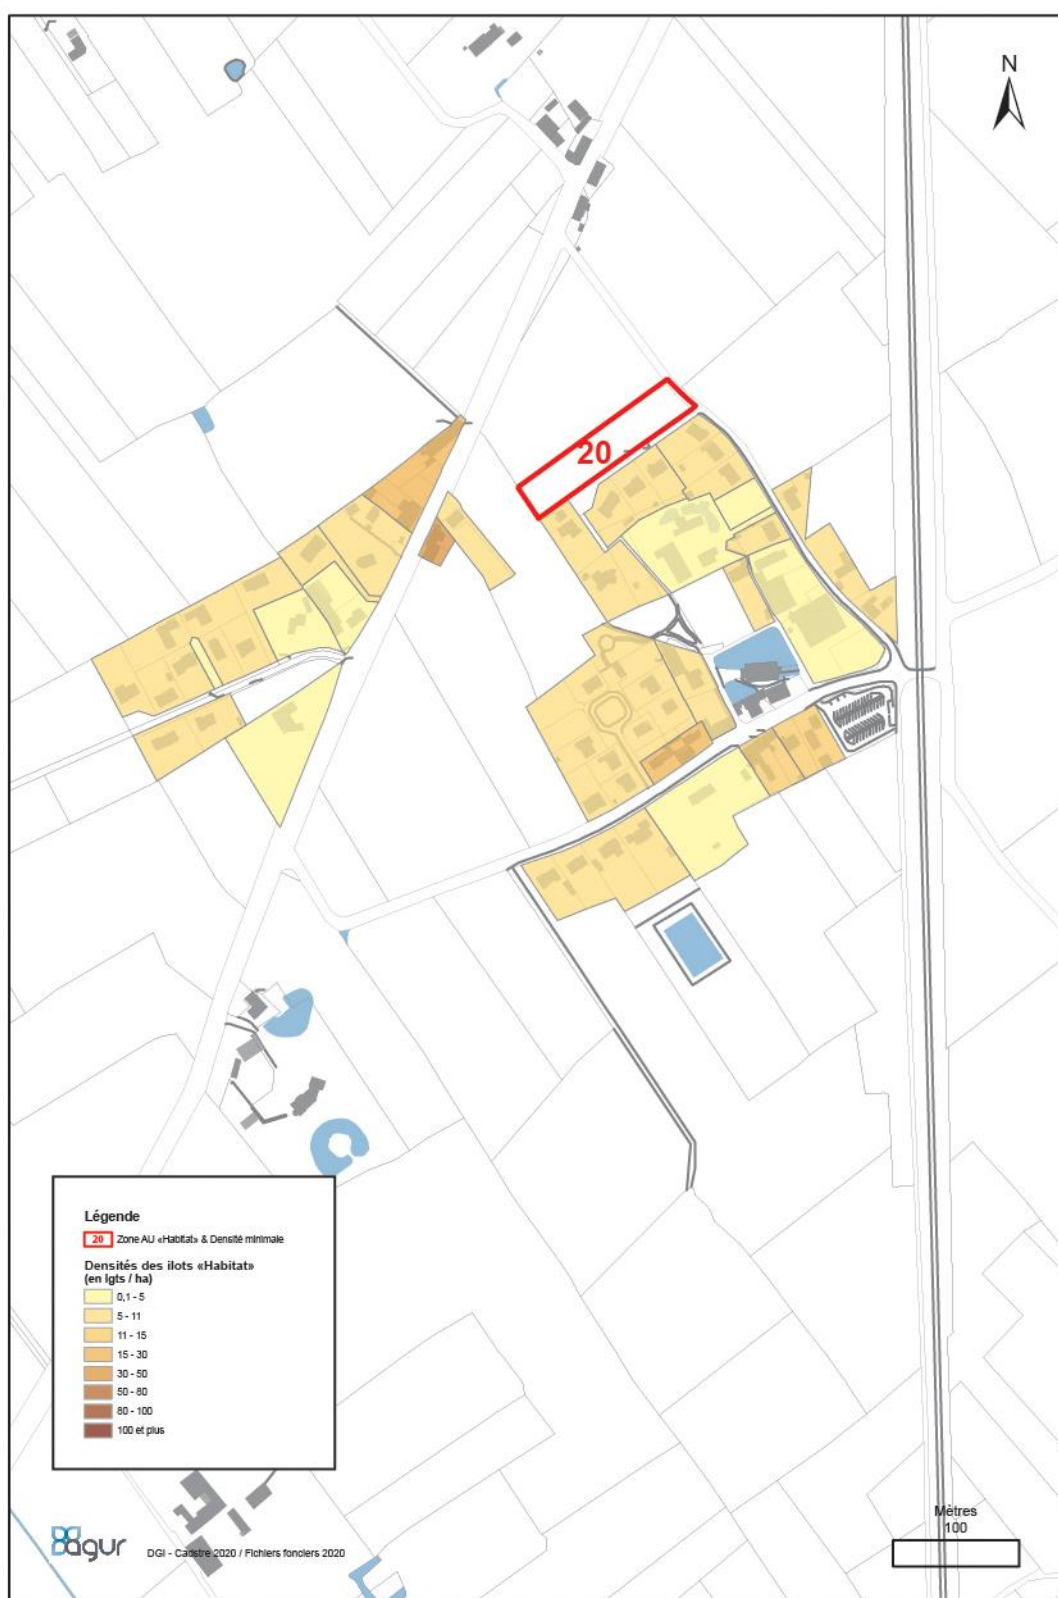 N
20
Légende
20 Zone AU «Habitat» & Densité minimale
Densités des ilots «Habitat»
(en lgts / ha)
0,1 - 5
5 - 11
11 - 15
15 - 30
30 - 50
50 - 80
80 - 100
100 et plus
agur
DGI - Cadstre 2020 / Fichiers fonciers 2020
Mètres
100